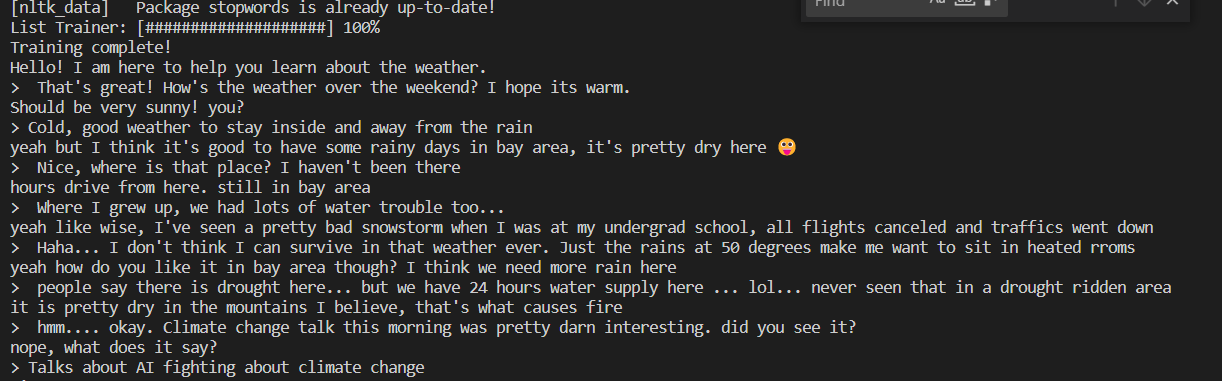 [nltk_data]   Package stopwords is already up-to-date!
Find
List Trainer: [####################] 100%
Training complete!
Hello! I am here to help you learn about the weather.
>  That's great! How's the weather over the weekend? I hope its warm.
Should be very sunny! you?
> Cold, good weather to stay inside and away from the rain
yeah but I think it's good to have some rainy days in bay area, it's pretty dry here 😛
>  Nice, where is that place? I haven't been there
hours drive from here. still in bay area
>  Where I grew up, we had lots of water trouble too...
yeah like wise, I've seen a pretty bad snowstorm when I was at my undergrad school, all flights canceled and traffics went down
>  Haha... I don't think I can survive in that weather ever. Just the rains at 50 degrees make me want to sit in heated rroms
yeah how do you like it in bay area though? I think we need more rain here
>  people say there is drought here... but we have 24 hours water supply here ... lol... never seen that in a drought ridden area
it is pretty dry in the mountains I believe, that's what causes fire
>  hmm.... okay. Climate change talk this morning was pretty darn interesting. did you see it?
nope, what does it say?
> Talks about AI fighting about climate change